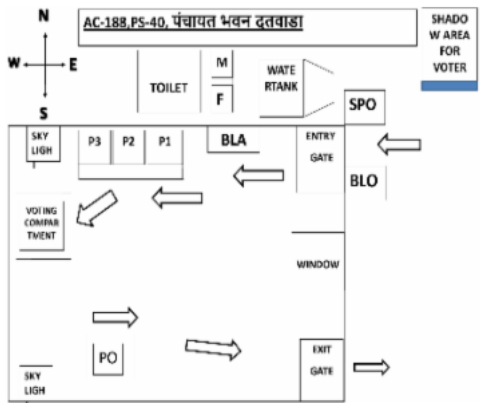 N
AC-188,PS-40, पंचायत भवन दतवाडा
SHADO
W AREA
FOR
VOTER
W
E
S
TOILET
M
F
WATE
RTANK
SPO
SKY
LIGH
P3
P2
P1
BLA
ENTRY
GATE
BLO
VOTING
COMPAR
TMENT
WINDOW
PO
EXIT
GATE
SKY
LIGH